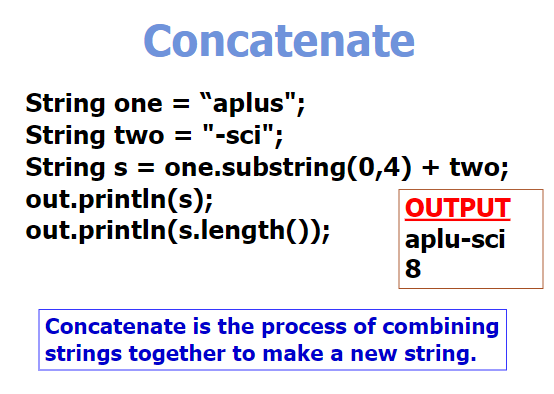 Concatenate
String one = “aplus";
String two = "-sci";
String s = one.substring(0,4) + two;
out.println(s);
out.println(s.length());
OUTPUT
aplu-sci
8
Concatenate is the process of combining
strings together to make a new string.